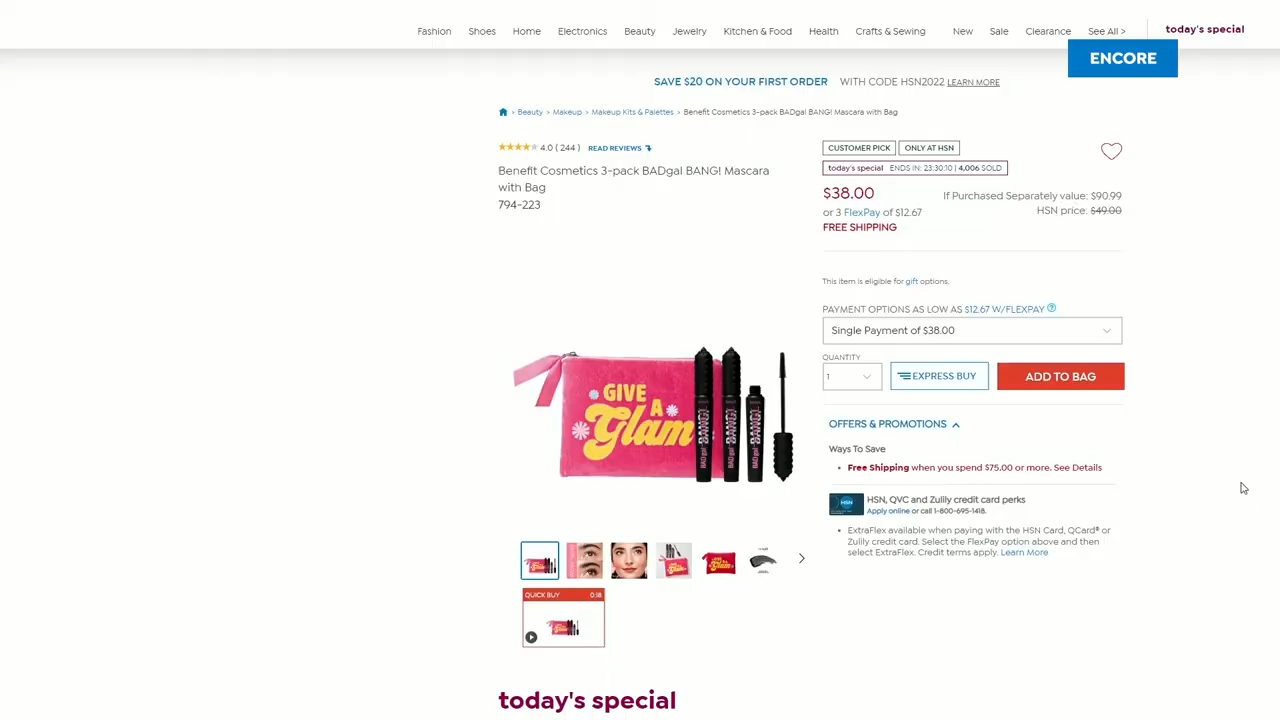 Fashion Shoes Home Electronics Beauty Jewelry Kitchen & Food Health Crafts & Sewing New Sale Clearance See All > today's special
ENCORE
SAVE $20 ON YOUR FIRST ORDER WITH CODE HSN2022 LEARN MORE
› Beauty › Makeup › Makeup Kits & Palettes › Benefit Cosmetics 3-pack BADgal BANG! Mascara with Bag
4.0 ( 244 ) READ REVIEWS
Benefit Cosmetics 3-pack BADgal BANG! Mascara
with Bag
794-223
CUSTOMER PICK ONLY AT HSN
today's special ENDS IN: 23:30:10 | 4,006 SOLD
$38.00 If Purchased Separately value: $90.99
or 3 FlexPay of $12.67 HSN price: $49.00
FREE SHIPPING
This item is eligible for gift options.
PAYMENT OPTIONS AS LOW AS $12.67 W/FLEXPAY ?
Single Payment of $38.00
QUANTITY
1 EXPRESS BUY ADD TO BAG
OFFERS & PROMOTIONS
Ways To Save
• Free Shipping when you spend $75.00 or more. See Details
HSN
HSN, QVC and Zulily credit card perks
Apply online or call 1-800-695-1418.
• ExtraFlex available when paying with the HSN Card, QCard® or
Zulily credit card. Select the FlexPay option above and then
select ExtraFlex. Credit terms apply. Learn More
GIVE
A
Glam
BADgal BANG!
BADgal BANG!
BADgal BANG!
QUICK BUY 0:18
today's special